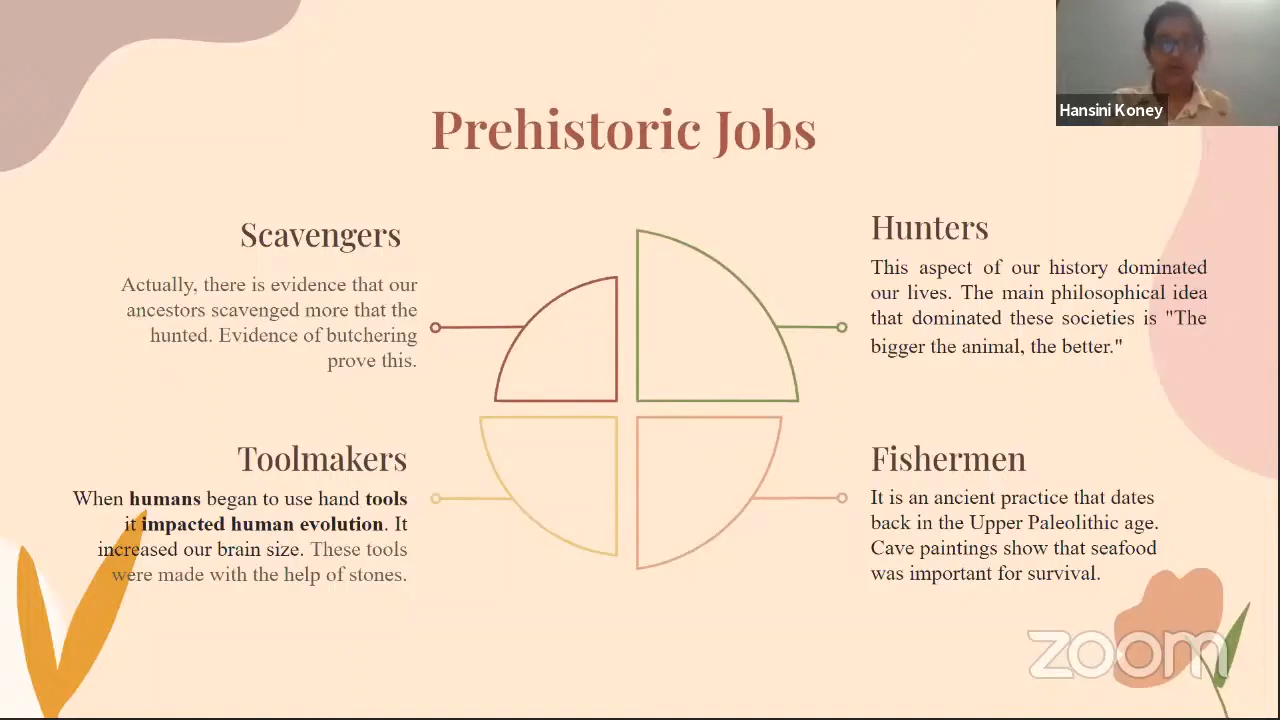 Hansini Koney
Prehistoric Jobs
Scavengers
Actually, there is evidence that our
ancestors scavenged more that the
hunted. Evidence of butchering
prove this.
Hunters
This aspect of our history dominated
our lives. The main philosophical idea
that dominated these societies is "The
bigger the animal, the better."
Toolmakers
When humans began to use hand tools
it impacted human evolution. It
increased our brain size. These tools
were made with the help of stones.
Fishermen
It is an ancient practice that dates
back in the Upper Paleolithic age.
Cave paintings show that seafood
was important for survival.
zoom